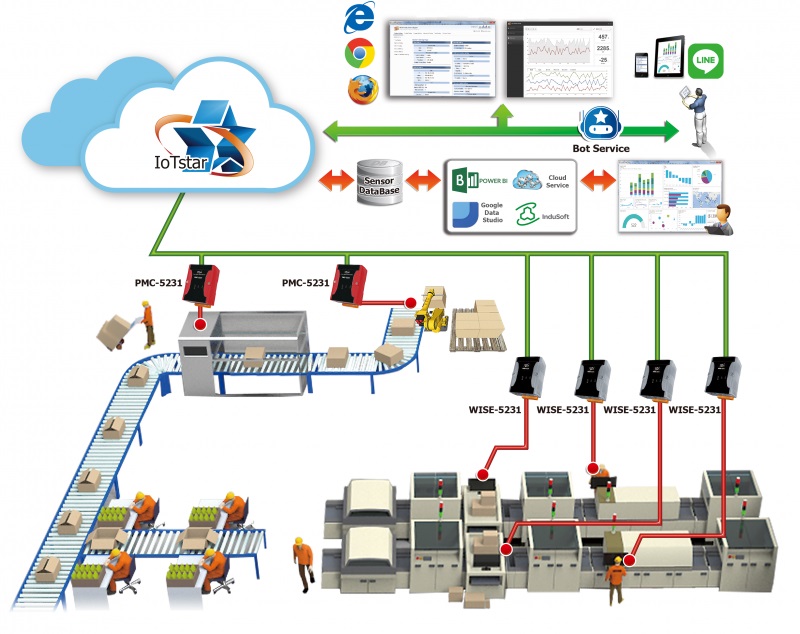 457
2285
-25
LINE
Bot Service
IoTstar
Sensor
DataBase
POWER BI
Cloud
Service
Google
Data
Studio
InduSoft
PMC-5231
PMC-5231
WISE-5231
WISE-5231
WISE-5231
WISE-5231